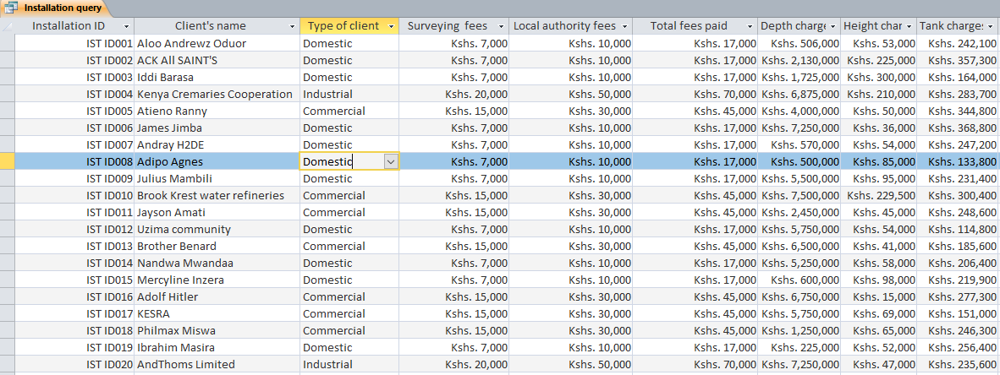 Installation query
Installation ID Client's name Type of client Surveying fees Local authority fees Total fees paid Depth charge Height char Tank charge:
IST ID001 Aloo Andrewz Oduor Domestic Kshs. 7,000 Kshs. 10,000 Kshs. 17,000 Kshs. 506,000 Kshs. 53,000 Kshs. 242,100
IST ID002 ACK All SAINT'S Domestic Kshs. 7,000 Kshs. 10,000 Kshs. 17,000 Kshs. 2,130,000 Kshs. 225,000 Kshs. 357,300
IST ID003 Iddi Barasa Domestic Kshs. 7,000 Kshs. 10,000 Kshs. 17,000 Kshs. 1,725,000 Kshs. 300,000 Kshs. 164,000
IST ID004 Kenya Cremaries Cooperation Industrial Kshs. 20,000 Kshs. 50,000 Kshs. 70,000 Kshs. 6,875,000 Kshs. 210,000 Kshs. 283,700
IST ID005 Atieno Ranny Commercial Kshs. 15,000 Kshs. 30,000 Kshs. 45,000 Kshs. 4,000,000 Kshs. 50,000 Kshs. 344,800
IST ID006 James Jimba Domestic Kshs. 7,000 Kshs. 10,000 Kshs. 17,000 Kshs. 7,250,000 Kshs. 36,000 Kshs. 368,800
IST ID007 Andray H2DE Domestic Kshs. 7,000 Kshs. 10,000 Kshs. 17,000 Kshs. 570,000 Kshs. 54,000 Kshs. 247,200
IST ID008 Adipo Agnes Domestic Kshs. 7,000 Kshs. 10,000 Kshs. 17,000 Kshs. 500,000 Kshs. 85,000 Kshs. 133,800
IST ID009 Julius Mambili Domestic Kshs. 7,000 Kshs. 10,000 Kshs. 17,000 Kshs. 5,500,000 Kshs. 95,000 Kshs. 231,400
IST ID010 Brook Krest water refineries Commercial Kshs. 15,000 Kshs. 30,000 Kshs. 45,000 Kshs. 7,500,000 Kshs. 229,500 Kshs. 300,400
IST ID011 Jayson Amati Commercial Kshs. 15,000 Kshs. 30,000 Kshs. 45,000 Kshs. 2,450,000 Kshs. 45,000 Kshs. 248,600
IST ID012 Uzima community Domestic Kshs. 7,000 Kshs. 10,000 Kshs. 17,000 Kshs. 5,750,000 Kshs. 54,000 Kshs. 114,800
IST ID013 Brother Benard Commercial Kshs. 15,000 Kshs. 30,000 Kshs. 45,000 Kshs. 6,500,000 Kshs. 41,000 Kshs. 185,600
IST ID014 Nandwa Mwandaa Domestic Kshs. 7,000 Kshs. 10,000 Kshs. 17,000 Kshs. 5,250,000 Kshs. 58,000 Kshs. 206,400
IST ID015 Mercyline Inzera Domestic Kshs. 7,000 Kshs. 10,000 Kshs. 17,000 Kshs. 600,000 Kshs. 98,000 Kshs. 219,900
IST ID016 Adolf Hitler Commercial Kshs. 15,000 Kshs. 30,000 Kshs. 45,000 Kshs. 6,750,000 Kshs. 15,000 Kshs. 277,300
IST ID017 KESRA Commercial Kshs. 15,000 Kshs. 30,000 Kshs. 45,000 Kshs. 5,750,000 Kshs. 69,000 Kshs. 151,000
IST ID018 Philmax Miswa Commercial Kshs. 15,000 Kshs. 30,000 Kshs. 45,000 Kshs. 1,250,000 Kshs. 65,000 Kshs. 246,300
IST ID019 Ibrahim Masira Domestic Kshs. 7,000 Kshs. 10,000 Kshs. 17,000 Kshs. 225,000 Kshs. 52,000 Kshs. 256,400
IST ID020 AndThoms Limited Industrial Kshs. 20,000 Kshs. 50,000 Kshs. 70,000 Kshs. 7,250,000 Kshs. 47,000 Kshs. 235,600